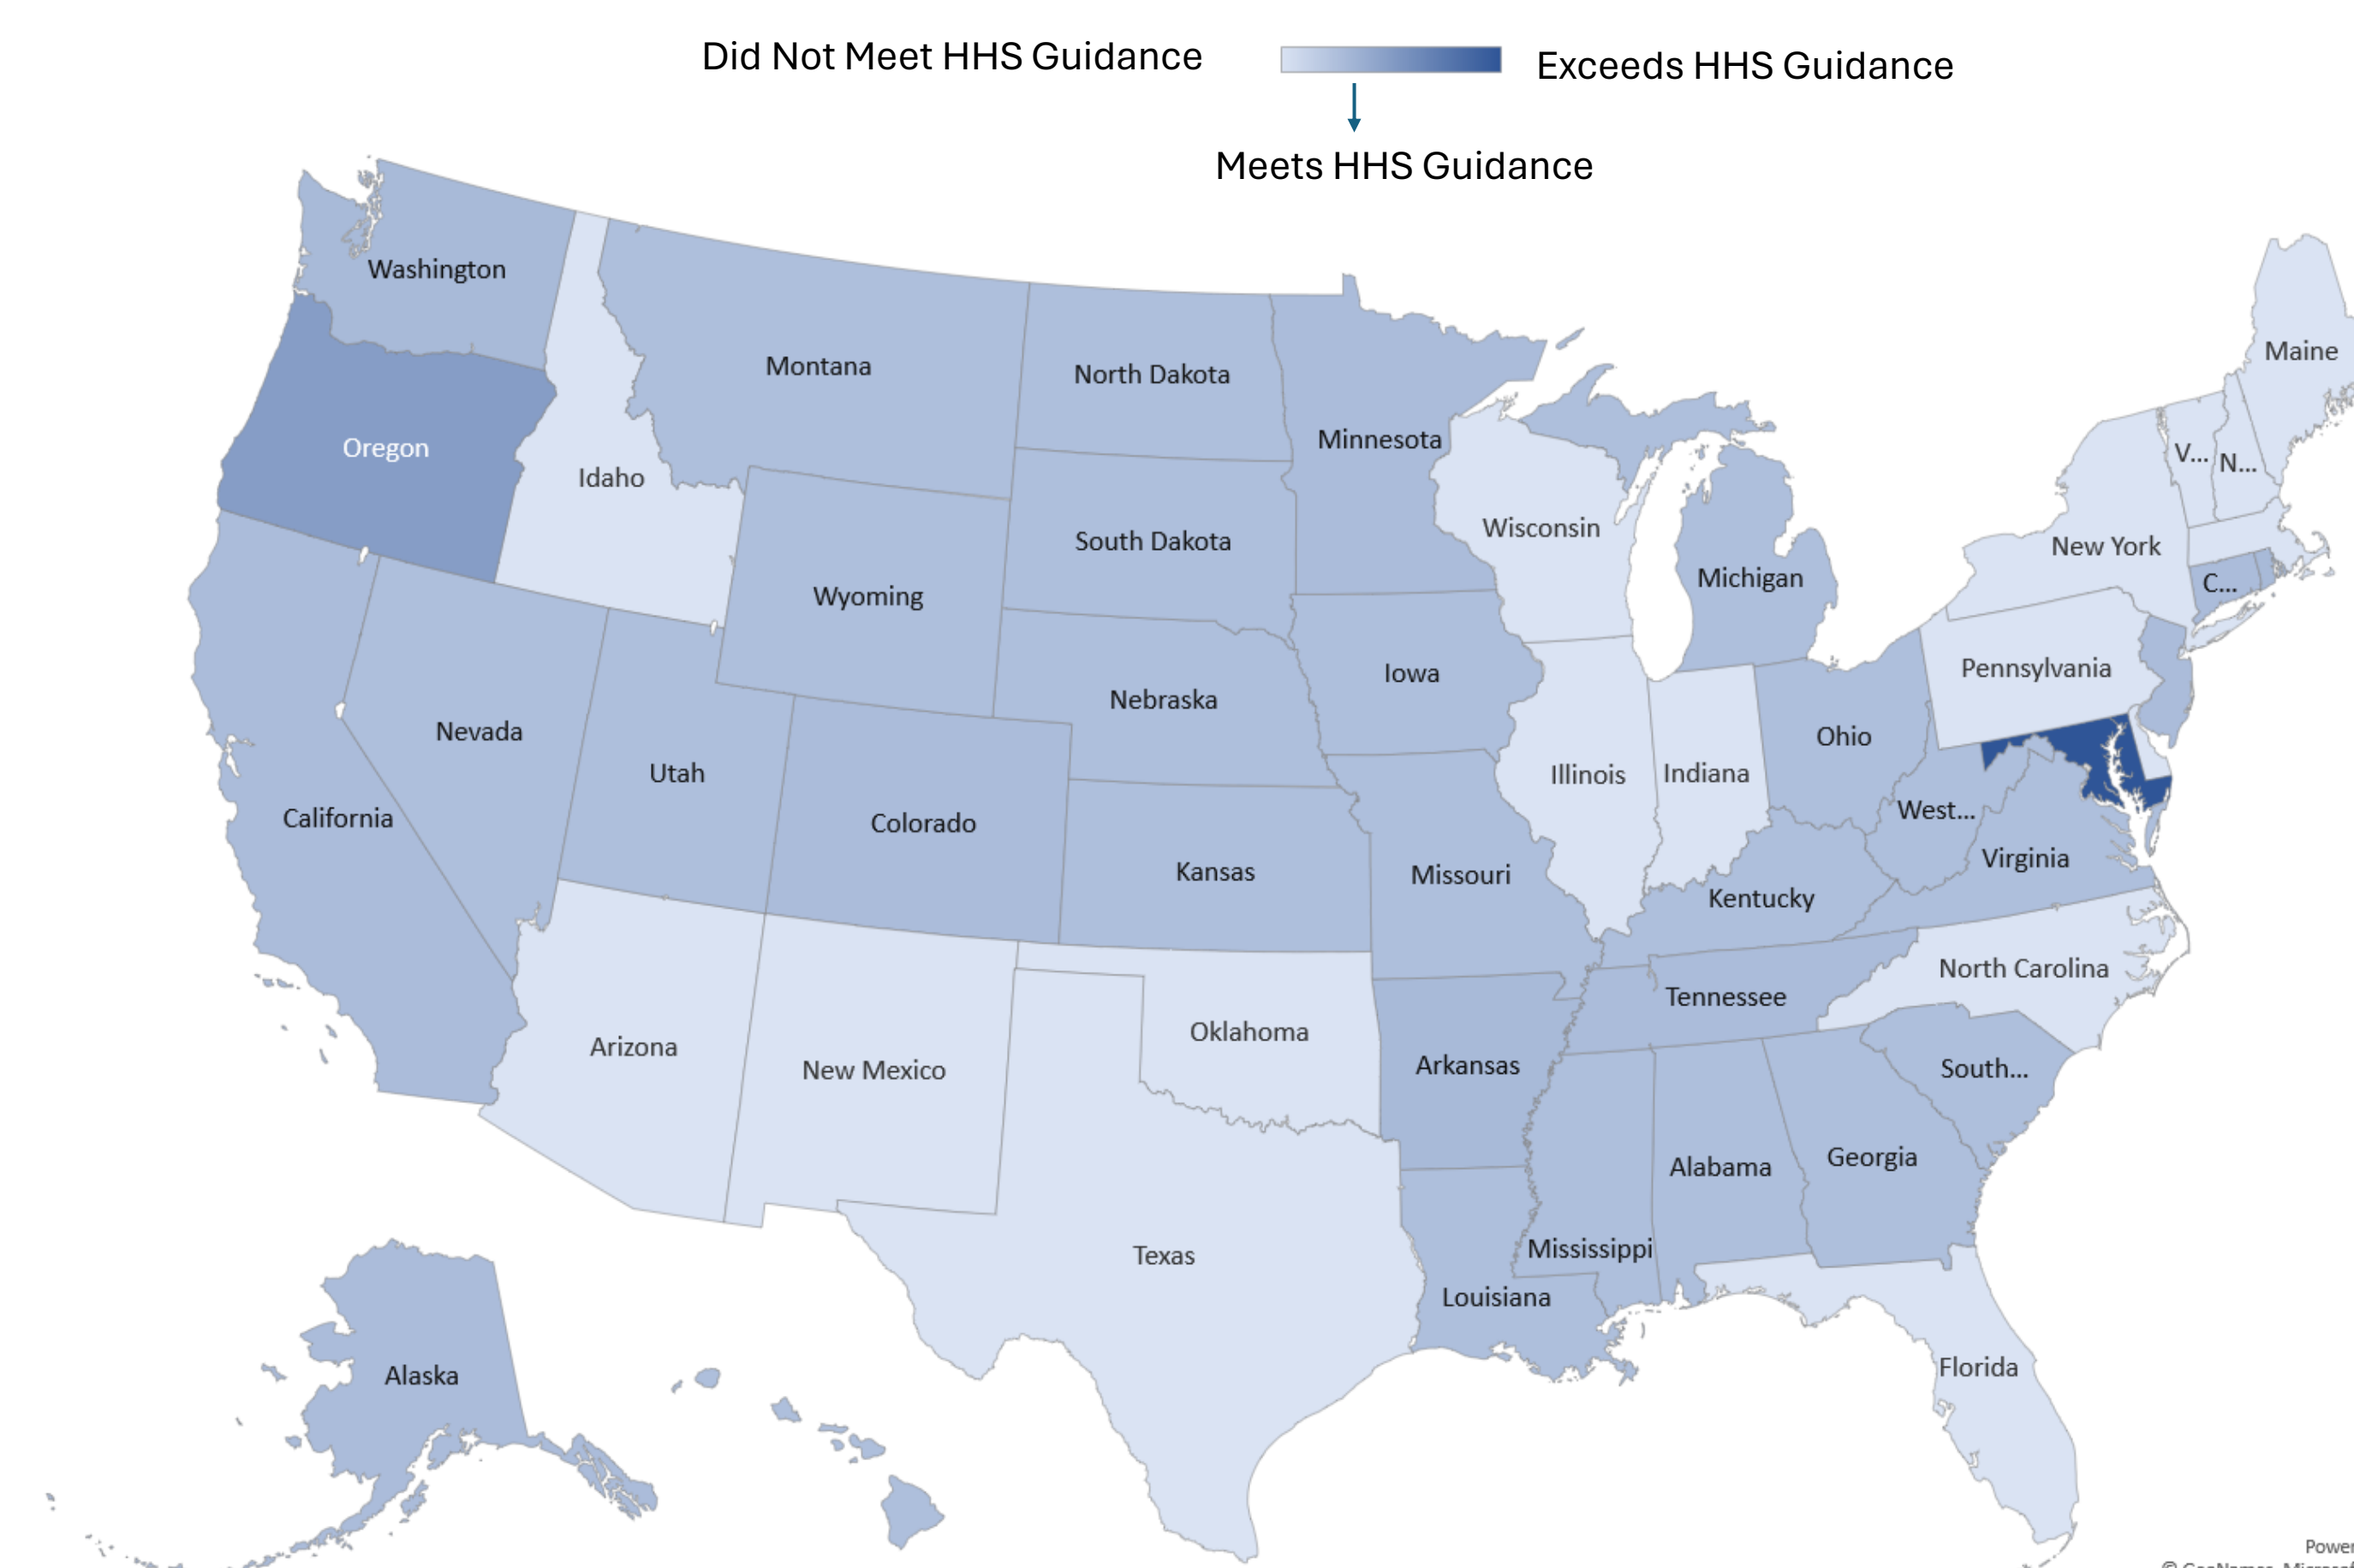 Did Not Meet HHS Guidance
Exceeds HHS Guidance
Meets HHS Guidance
Washington
Montana
North Dakota
Minnesota
Maine
Oregon
Idaho
V...
N...
South Dakota
Wisconsin
New York
Michigan
C...
Wyoming
Iowa
Pennsylvania
Nebraska
Nevada
Utah
Ohio
Illinois
Indiana
California
Colorado
West...
Kansas
Missouri
Virginia
Kentucky
North Carolina
Tennessee
Oklahoma
Arizona
New Mexico
Arkansas
South...
Alabama
Georgia
Mississippi
Texas
Louisiana
Florida
Alaska
Power
© GeoNames, Microsof